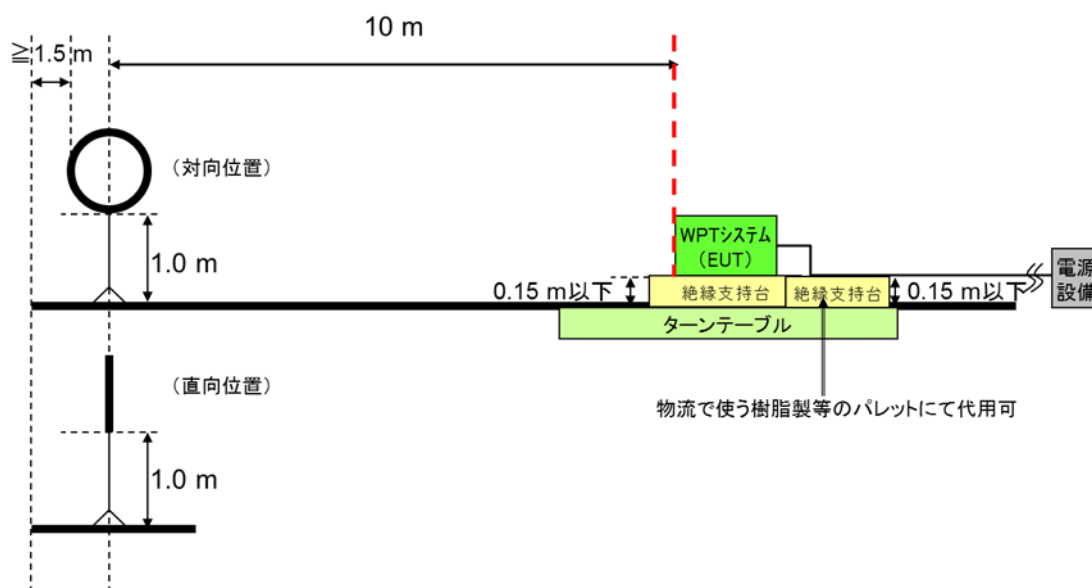 10 m
≧1.5 m
(対向位置)
WPTシステム
(EUT)
1.0 m
0.15 m以下
絶縁支持台
絶縁支持台
0.15 m以下
電源
設備
ターンテーブル
(直向位置)
物流で使う樹脂製等のパレットにて代用可
1.0 m